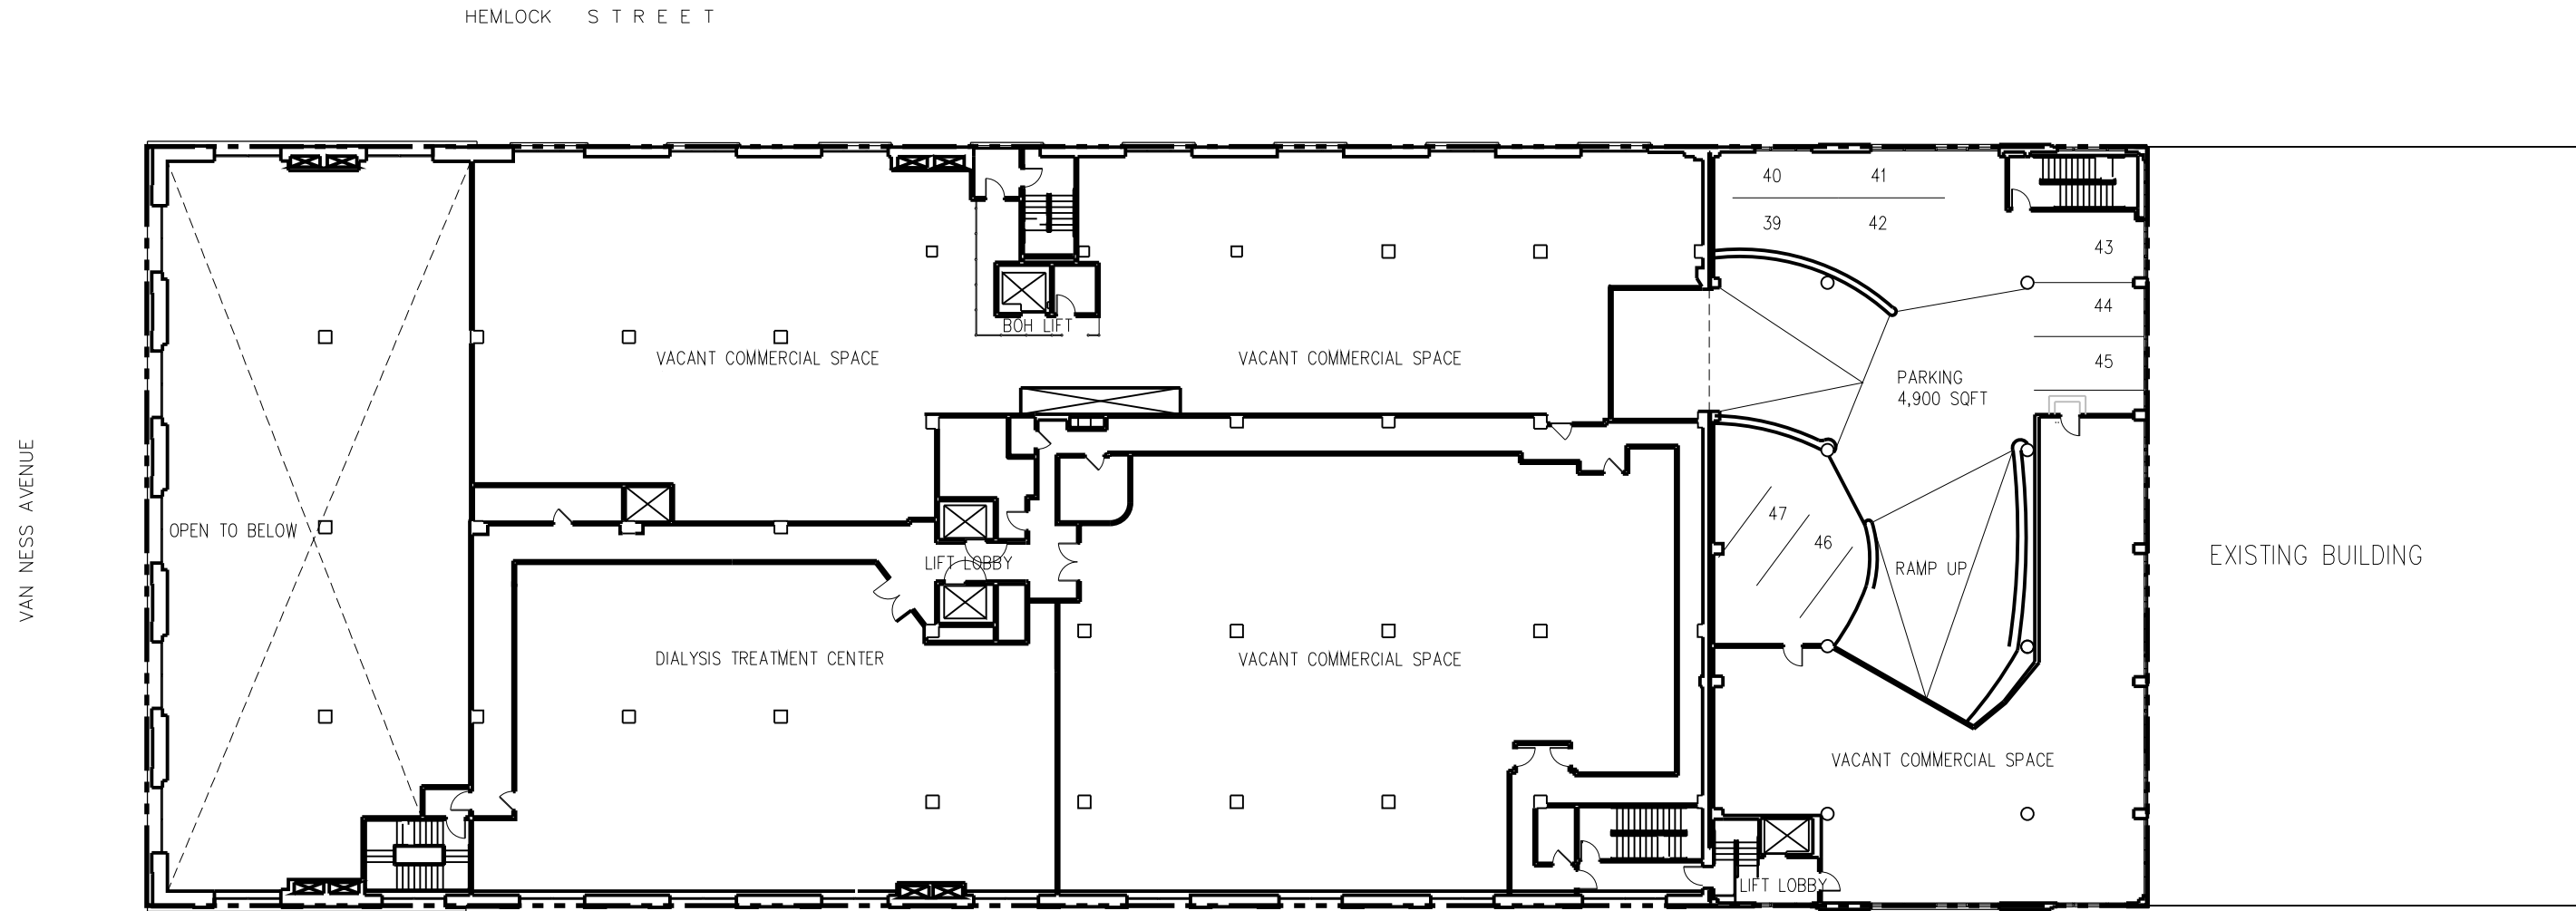 HEMLOCK STREET
40
41
39
42
43
44
BOH LIFT
VACANT COMMERCIAL SPACE
VACANT COMMERCIAL SPACE
45
PARKING
4,900 SQFT
VAN NESS AVENUE
47
OPEN TO BELOW
46
LIFT LOBBY
RAMP UP
EXISTING BUILDING
DIALYSIS TREATMENT CENTER
VACANT COMMERCIAL SPACE
VACANT COMMERCIAL SPACE
LIFT LOBBY